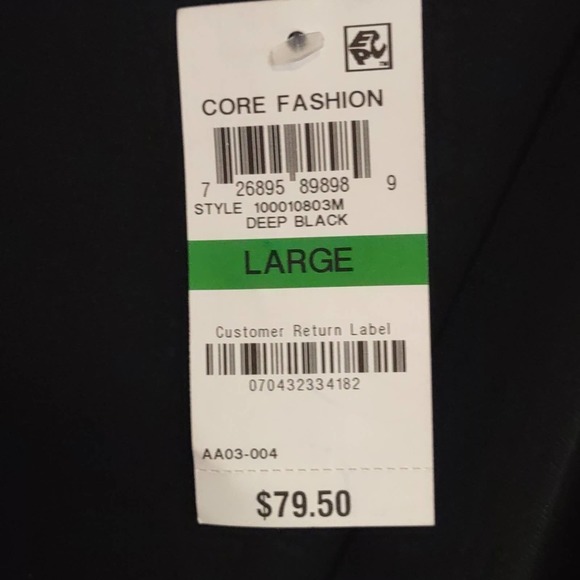 EPC™
CORE FASHION
7 26895 89898 9
STYLE 100010803M
DEEP BLACK
LARGE
Customer Return Label
070432334182
AA03-004
$79.50